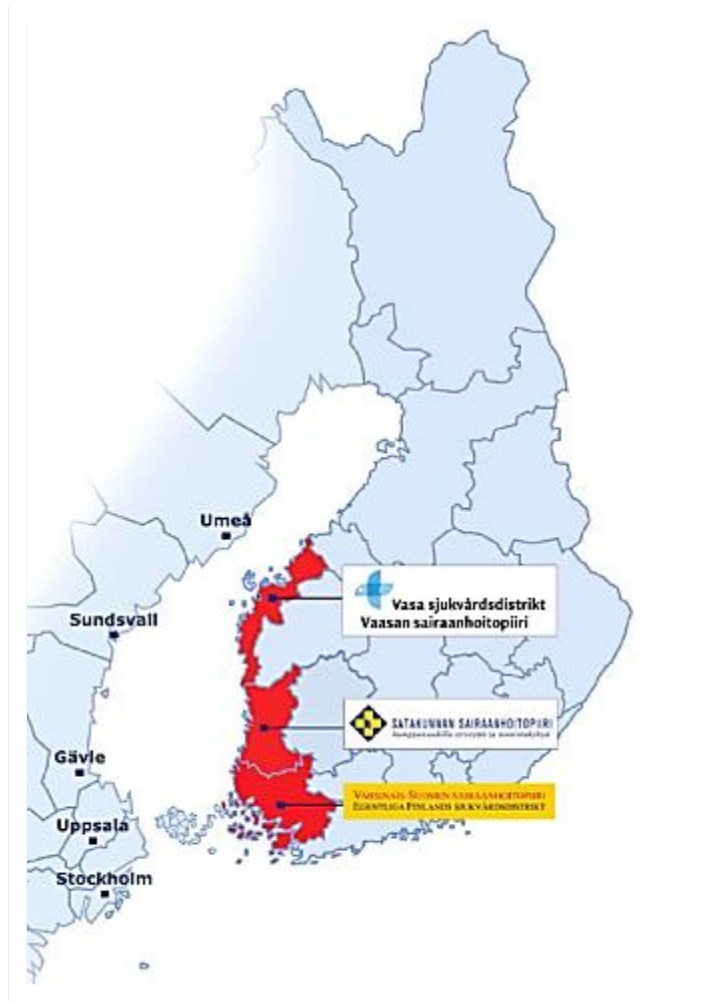 Umeå
Vasa sjukvårdsdistrikt
Vaasan sairaanhoitopiiri
Sundsvall
SATAKUNNAN SAIRAANHOITOPIIRI
Gävle
VARSINAIS-SUOMEN SAIRAANHOITOPIIRI
EGENTLIGA FINLANDS SJUKVÅRDSDISTRIKT
Uppsala
Stockholm